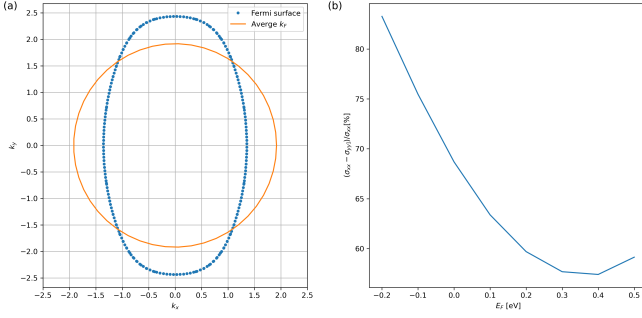 (a)
Fermi surface
Averge k_F
2.5
2.0
1.5
1.0
0.5
0.0
−0.5
−1.0
−1.5
−2.0
−2.5
k_y
−2.5 −2.0 −1.5 −1.0 −0.5 0.0 0.5 1.0 1.5 2.0 2.5
k_x
(b)
80
75
70
65
60
(σ_xx − σ_yy)/σ_xx[%]
−0.2 −0.1 0.0 0.1 0.2 0.3 0.4 0.5
E_F [eV]